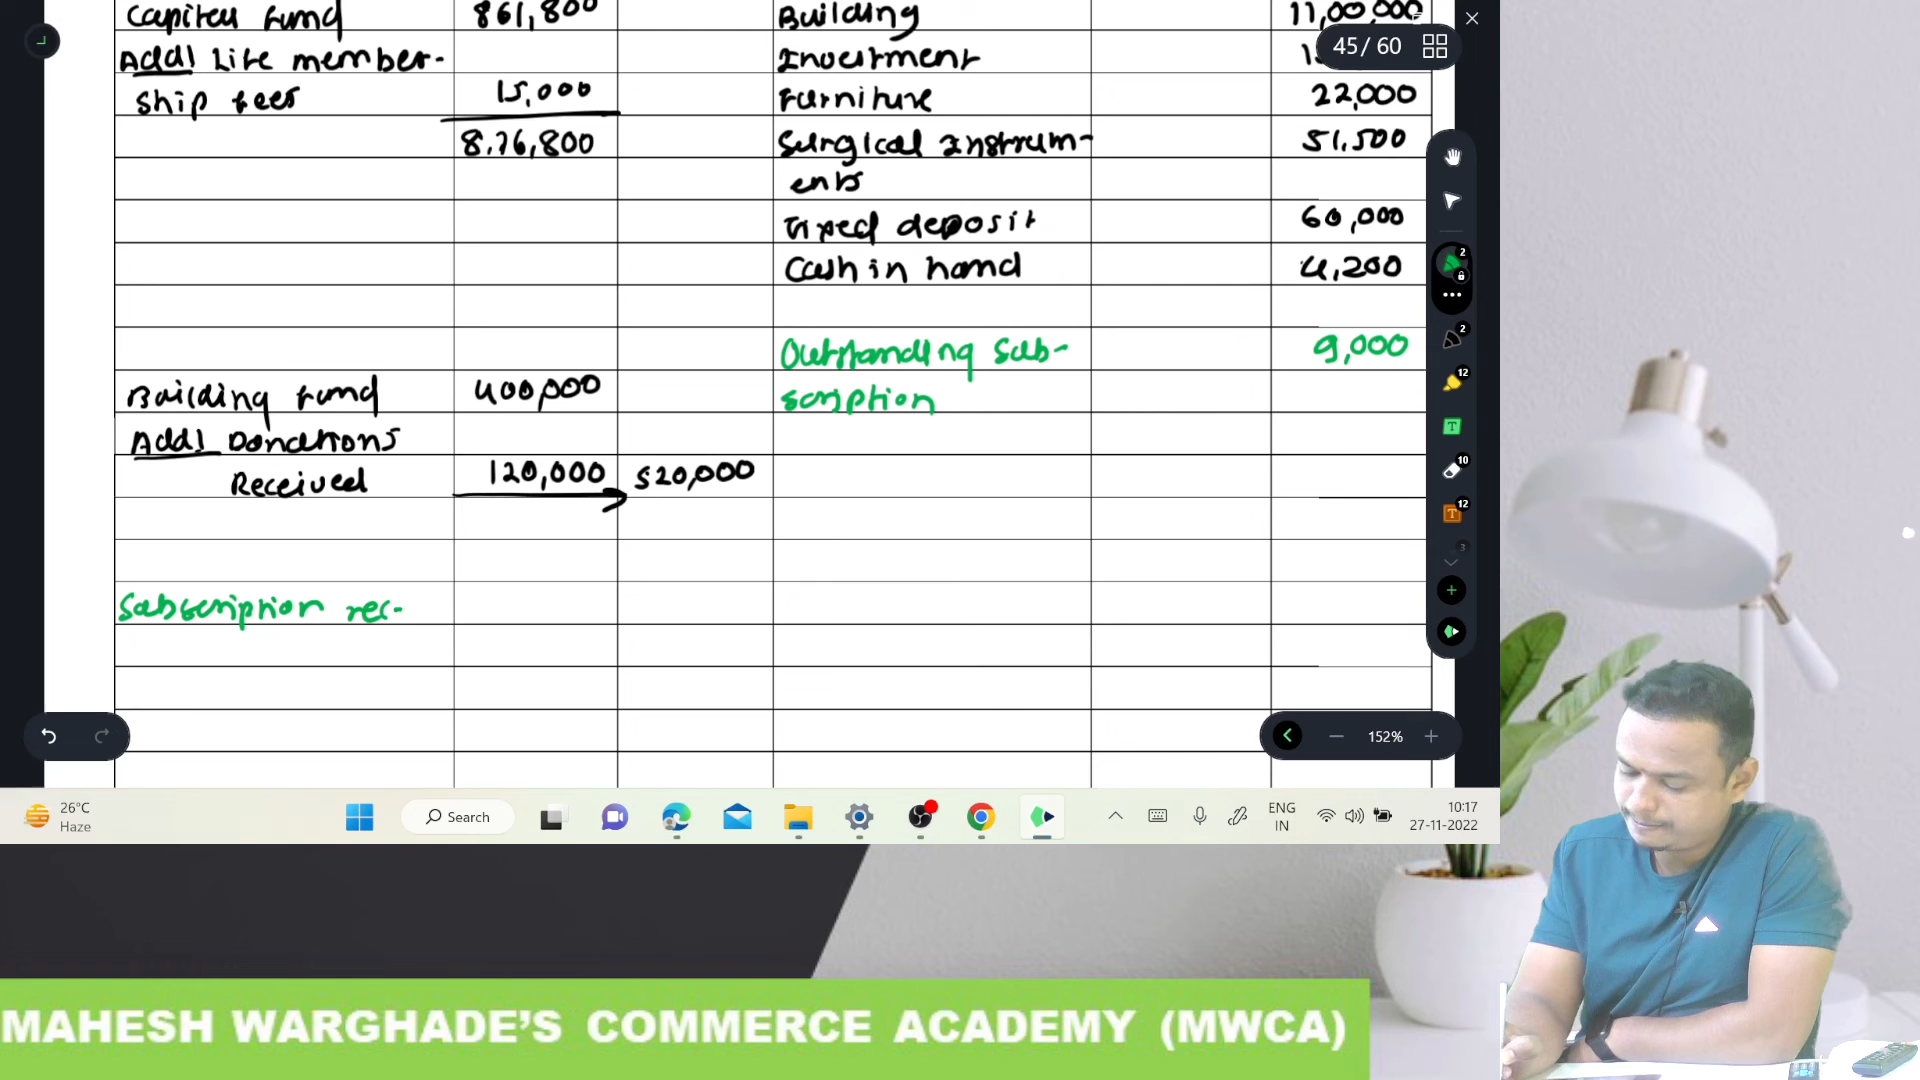 Capital fund 861,800 Building 11,00,000
45/ 60
Add! Life member- Investment
ship fees 15,000 Furniture 22,000
8,76,800 Surgical Instrum- 51,500
ents
Fixed deposit 60,000
Cash in hand 4,200
Outstanding Sub- 9,000
scription
Building fund 400,000
Add! Donations
Received 120,000 520,000
Subscription rec-
152%
26°C
Haze
Search
ENG
IN
10:17
27-11-2022
MAHESH WARGHADE'S COMMERCE ACADEMY (MWCA)